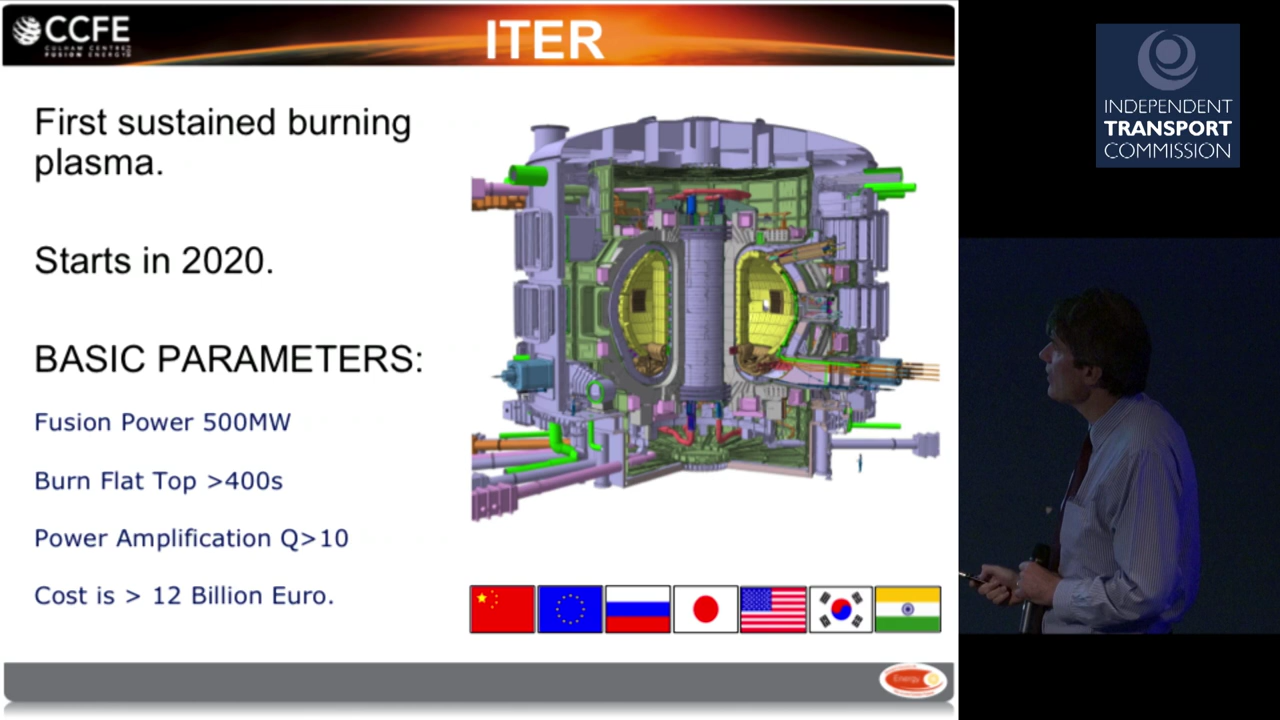 CCFE
CULHAM CENTRE
FUSION ENERGY
ITER
First sustained burning
plasma.
Starts in 2020.
BASIC PARAMETERS:
Fusion Power 500MW
Burn Flat Top >400s
Power Amplification Q>10
Cost is > 12 Billion Euro.
Energy
INDEPENDENT
TRANSPORT
COMMISSION